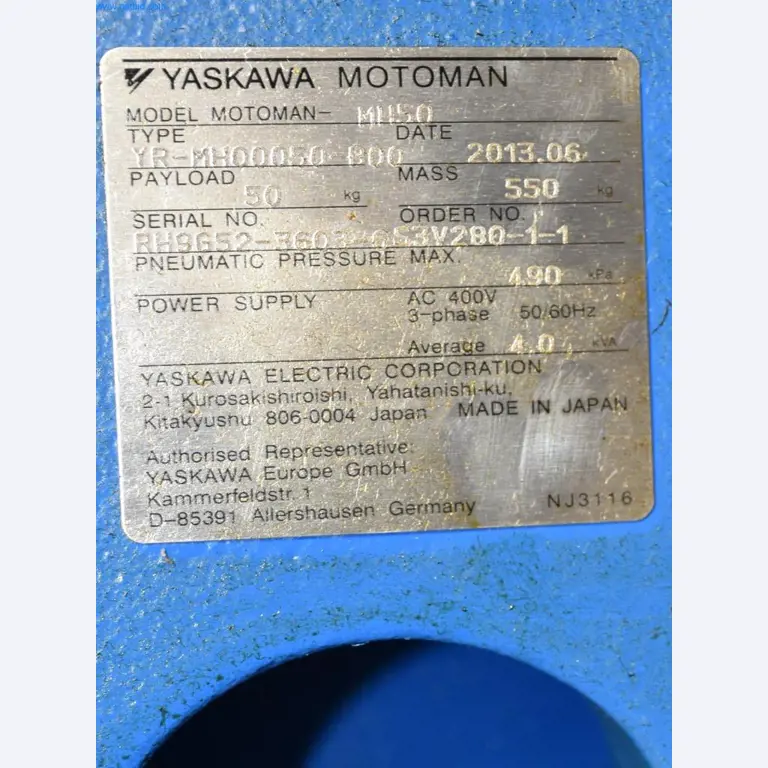 YASKAWA MOTOMAN
MODEL MOTOMAN- MH50
TYPE DATE
YR-MH00050-B00 2013.06
PAYLOAD 50 kg MASS 550 kg
SERIAL NO. ORDER NO.
PNEUMATIC PRESSURE MAX.
490 kPa
POWER SUPPLY AC 400V
3-phase 50/60Hz
Average 4.0 kVA
YASKAWA ELECTRIC CORPORATION
2-1 Kurosakishiroishi, Yahatanishi-ku,
Kitakyushu 806-0004 Japan MADE IN JAPAN
Authorised Representative:
YASKAWA Europe GmbH
Kammerfeldstr. 1
D-85391 Allershausen Germany NJ3116